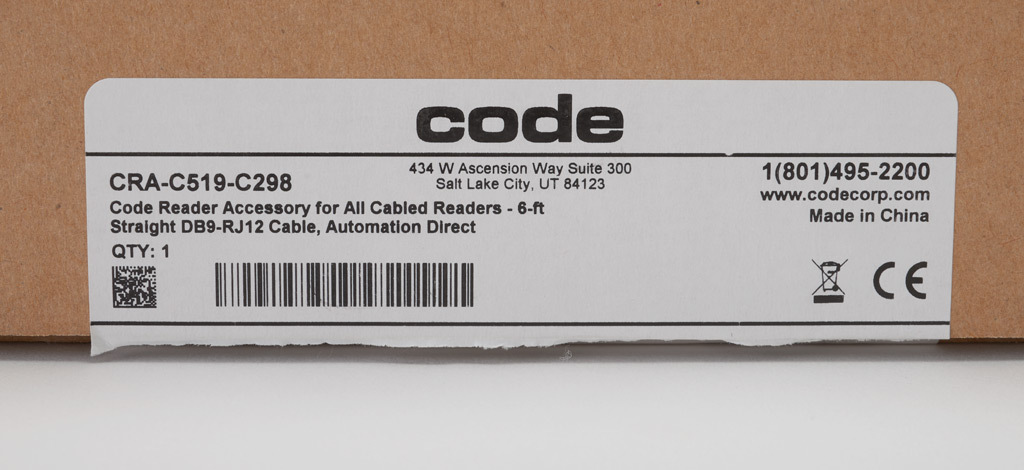 code
434 W Ascension Way Suite 300
Salt Lake City, UT 84123
1(801)495-2200
www.codecorp.com
Made in China
CRA-C519-C298
Code Reader Accessory for All Cabled Readers - 6-ft
Straight DB9-RJ12 Cable, Automation Direct
QTY: 1
CE